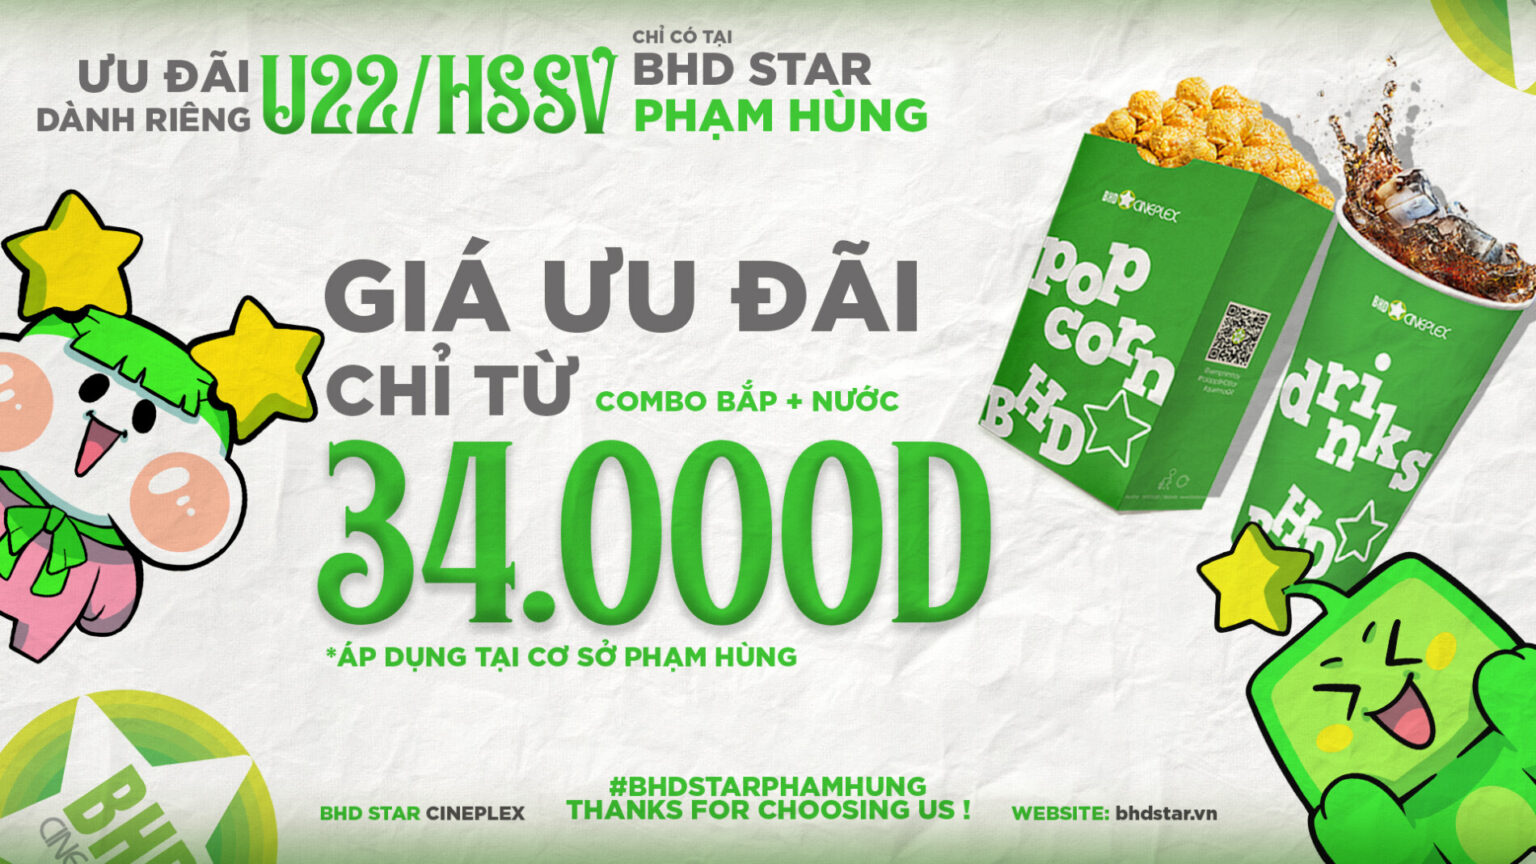 ƯU ĐÃI
DÀNH RIÊNG
U22/HSSV
CHỈ CÓ TẠI
BHD STAR
PHẠM HÙNG
GIÁ ƯU ĐÃI
CHỈ TỪ
COMBO BẮP + NƯỚC
34.000D
*ÁP DỤNG TẠI CƠ SỞ PHẠM HÙNG
BHD CINEPLEX
pop
corn
BHD
BHD CINEPLEX
drinks
BHD
BHD STAR CINEPLEX
#BHDSTARPHAMHUNG
THANKS FOR CHOOSING US !
WEBSITE: bhdstar.vn